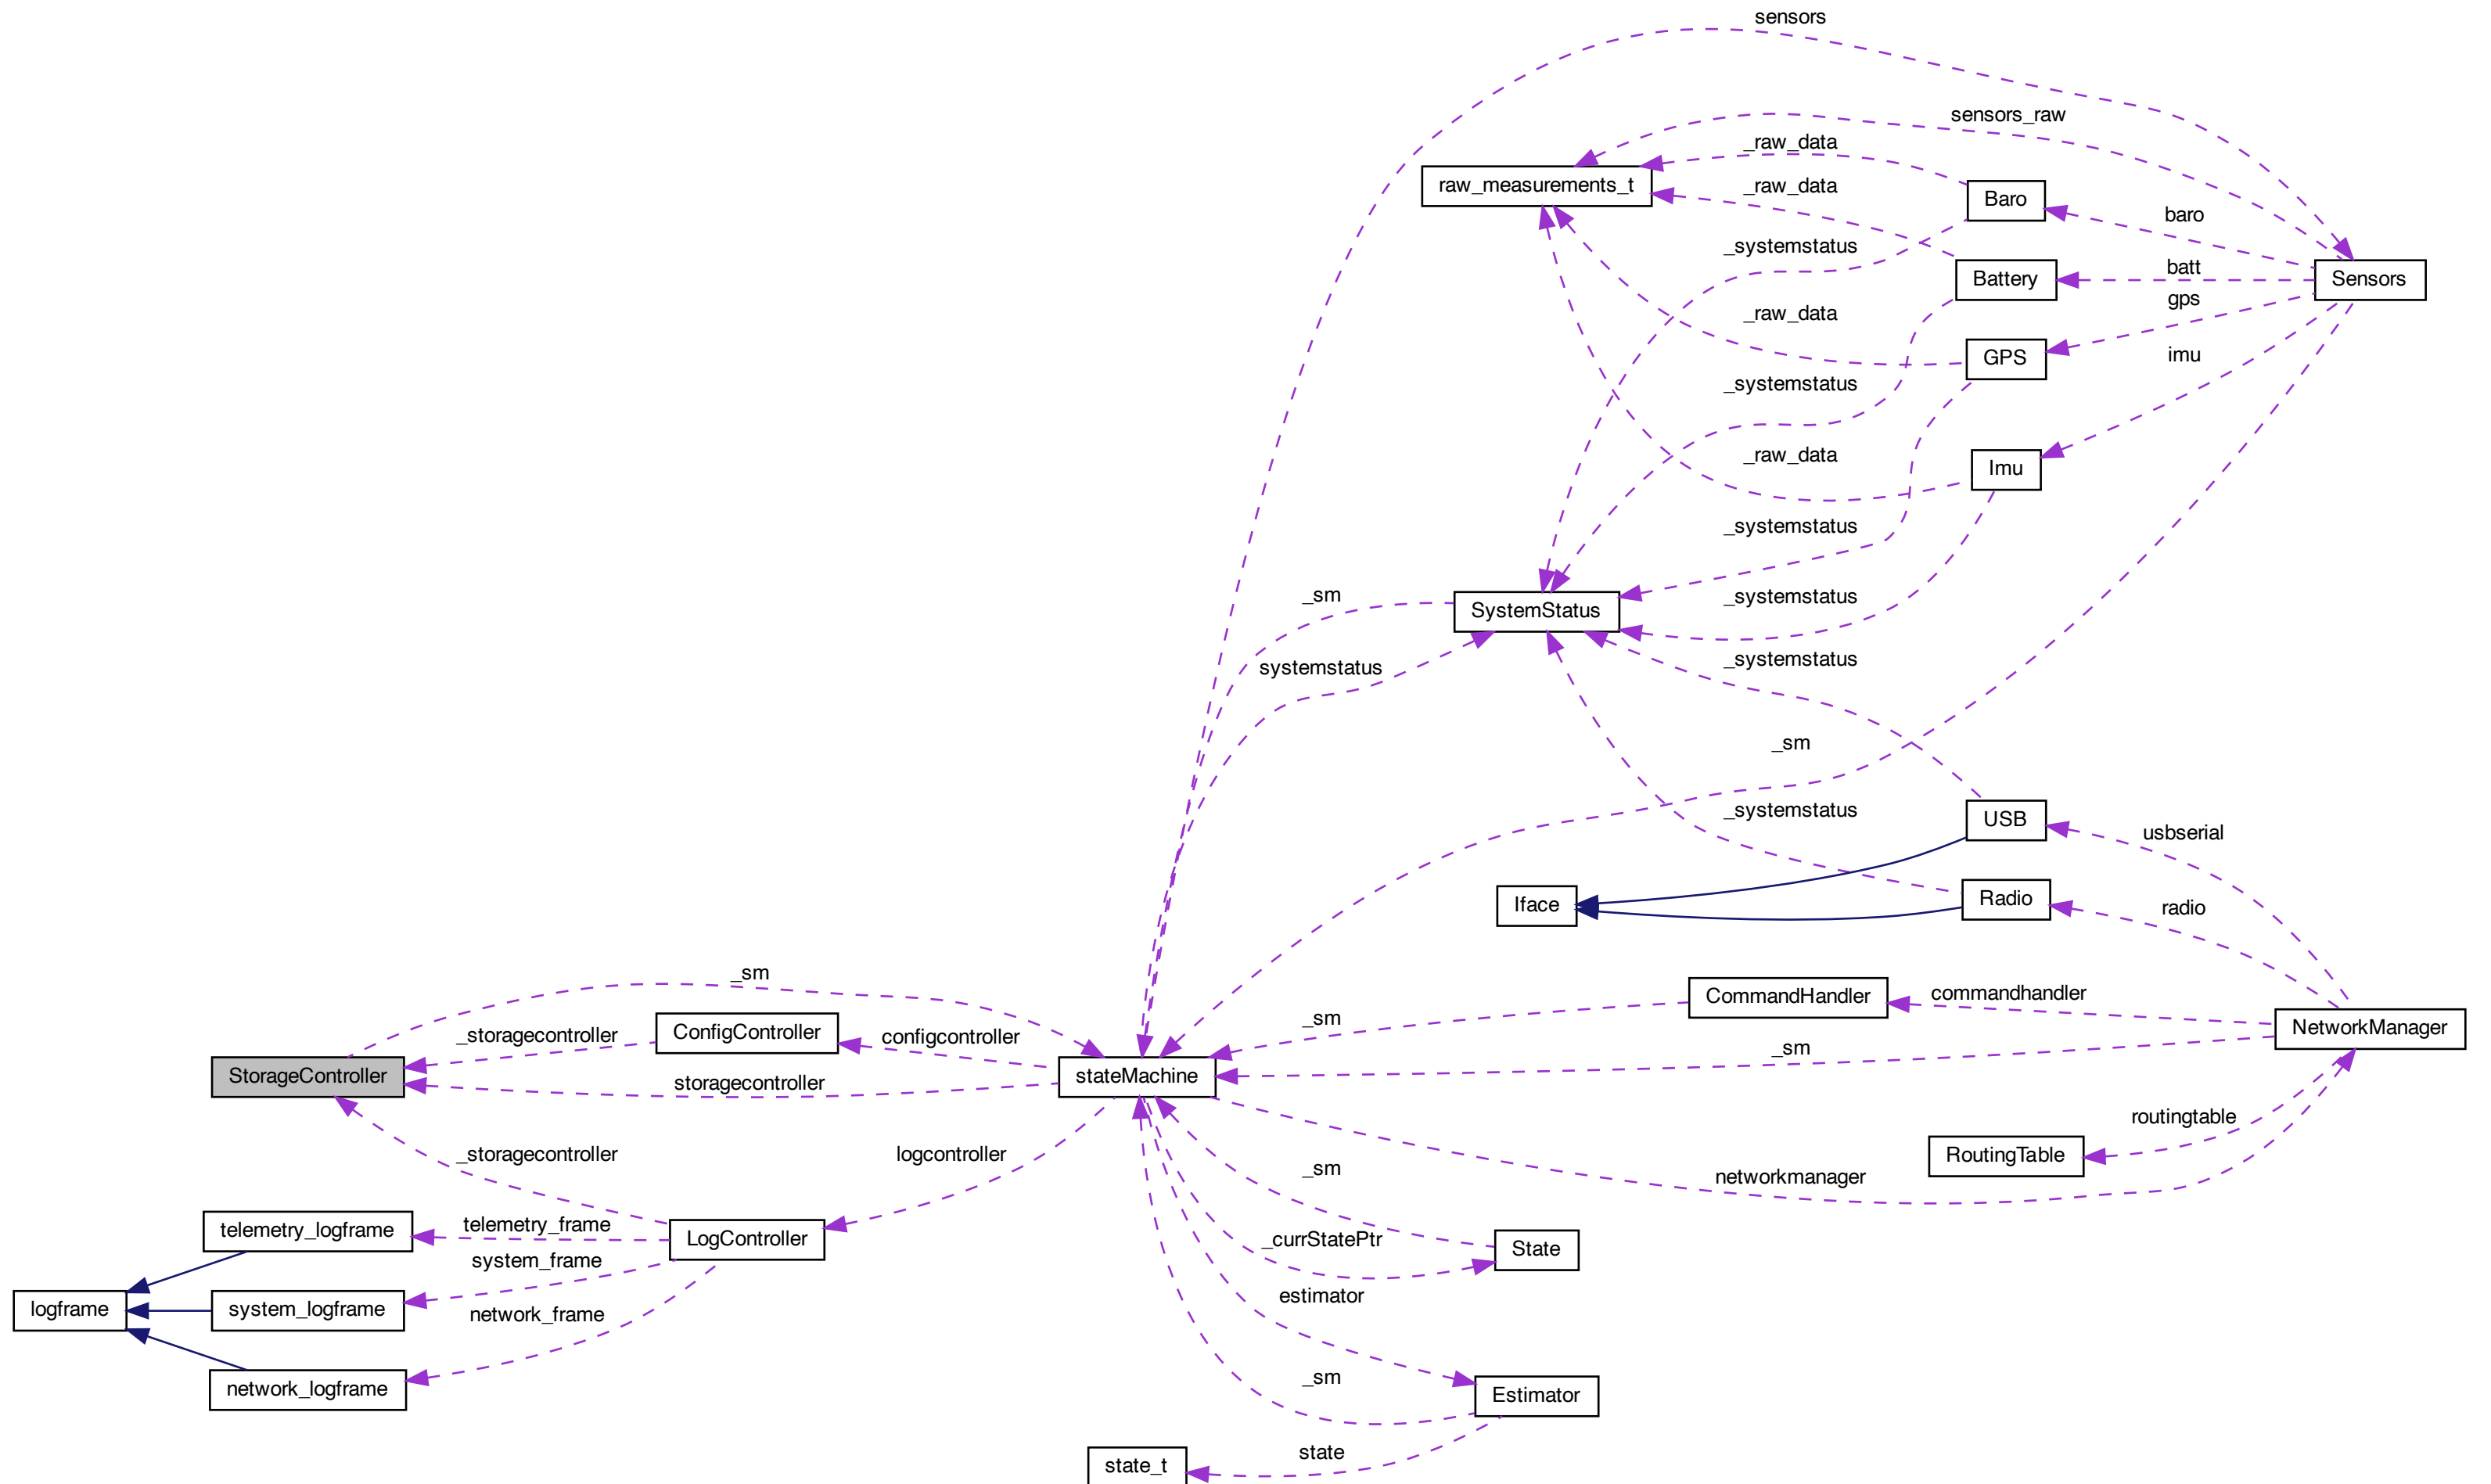 sensors
sensors_raw
_raw_data
raw_measurements_t
_raw_data
Baro
baro
_systemstatus
batt
Battery
Sensors
gps
_raw_data
GPS
imu
_systemstatus
_raw_data
Imu
_systemstatus
_sm
_systemstatus
SystemStatus
systemstatus
_systemstatus
_sm
_systemstatus
USB
usbserial
Iface
Radio
radio
_sm
CommandHandler
commandhandler
_sm
NetworkManager
_storagecontroller
ConfigController
configcontroller
_sm
StorageController
storagecontroller
stateMachine
routingtable
_storagecontroller
logcontroller
RoutingTable
_sm
networkmanager
telemetry_logframe
telemetry_frame
LogController
_currStatePtr
State
system_frame
logframe
system_logframe
network_frame
estimator
network_logframe
_sm
Estimator
state
state_t